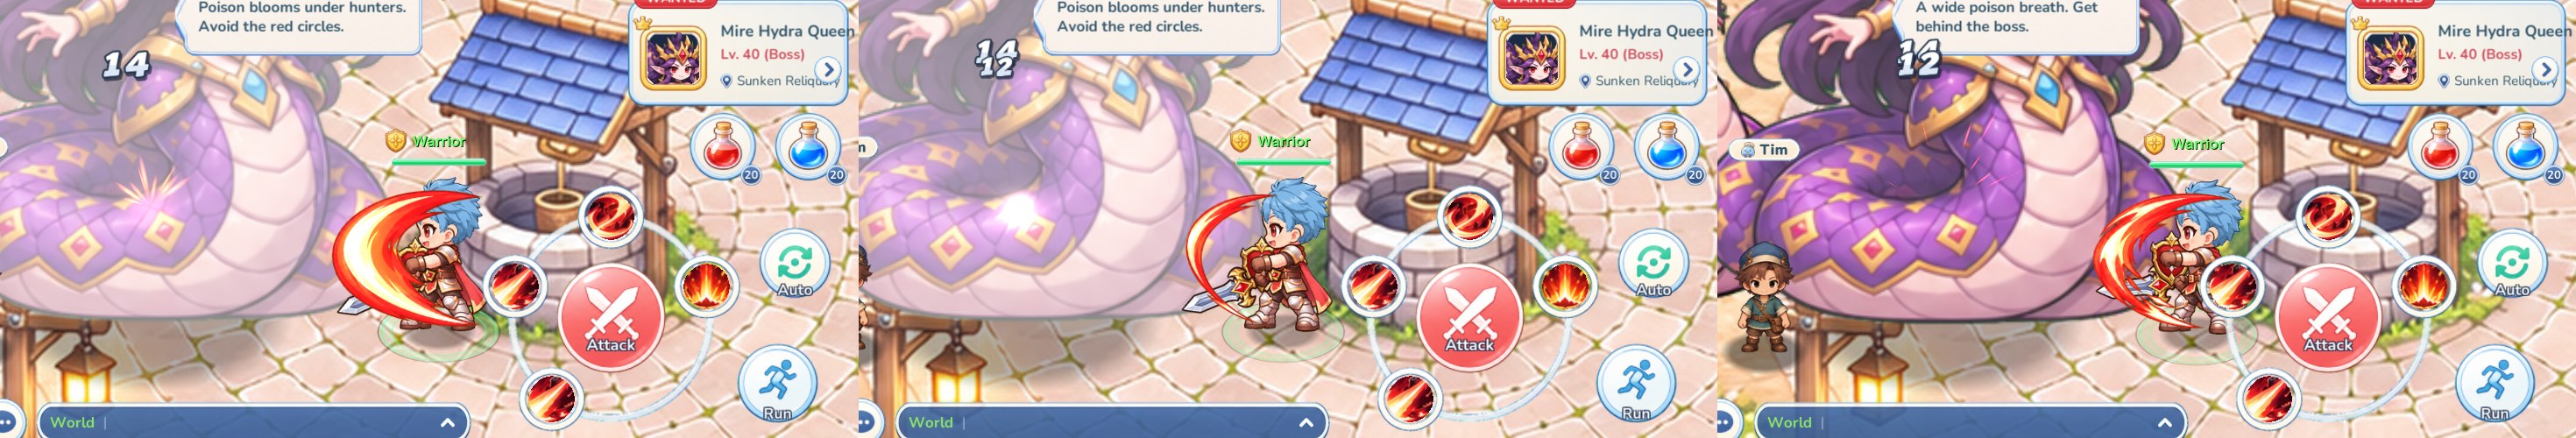 Poison blooms under hunters.
Avoid the red circles.
WANTED
Mire Hydra Queen
Lv. 40 (Boss)
Sunken Reliquary
14
Warrior
20
20
Auto
Attack
Run
World
Poison blooms under hunters.
Avoid the red circles.
WANTED
Mire Hydra Queen
Lv. 40 (Boss)
Sunken Reliquary
14
12
Warrior
20
20
Auto
Attack
Run
World
A wide poison breath. Get
behind the boss.
WANTED
Mire Hydra Queen
Lv. 40 (Boss)
Sunken Reliquary
12
Tim
Warrior
20
20
Auto
Attack
Run
World